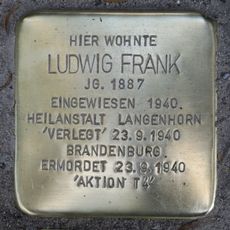 HIER WOHNTE
LUDWIG FRANK
JG. 1887
EINGEWIESEN 1940
HEILANSTALT LANGENHORN
'VERLEGT' 23.9.1940
BRANDENBURG
ERMORDET 23.9.1940
'AKTION T4'